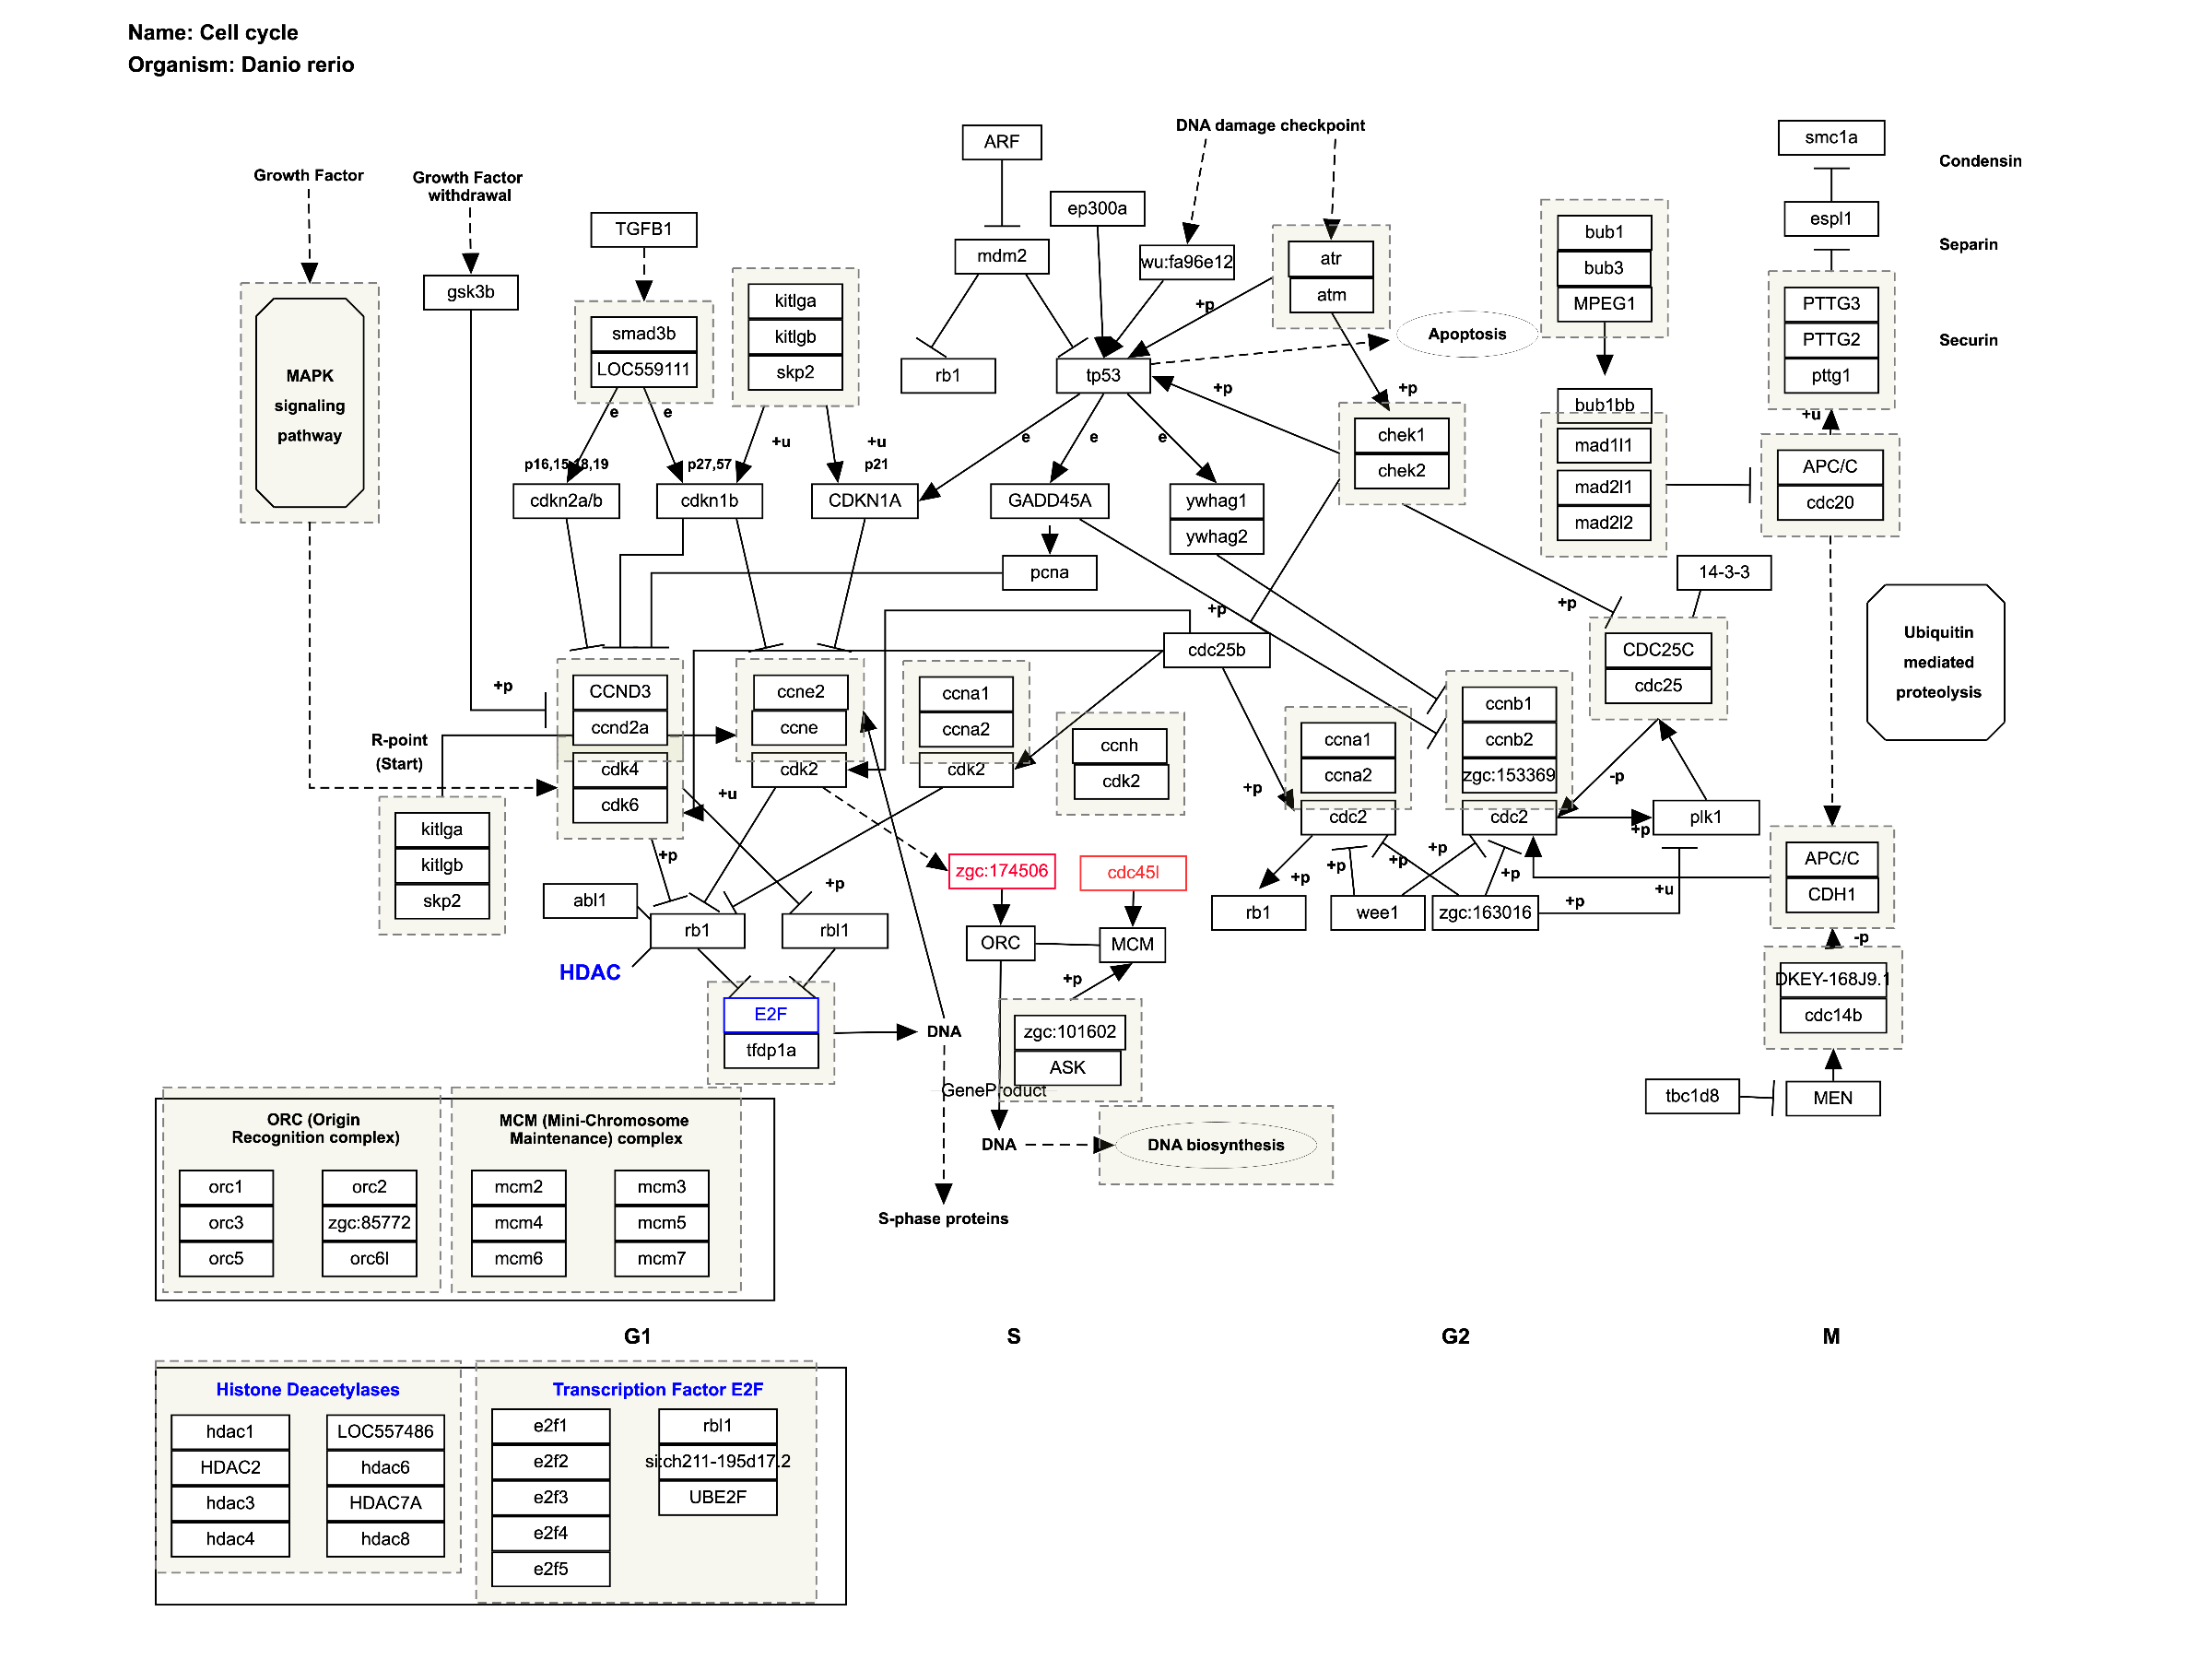 Name: Cell cycle
Organism: Danio rerio
Growth Factor
Growth Factor
withdrawal
DNA damage checkpoint
ARF
TGFB1
ep300a
mdm2
wu:fa96e12
gsk3b
atr
atm
bub1
bub3
MPEG1
smc1a
Condensin
espl1
Separin
PTTG3
PTTG2
pttg1
Securin
MAPK
signaling
pathway
smad3b
LOC559111
kitlga
kitlgb
skp2
rb1
tp53
+p
Apoptosis
+p
+p
e
e
+u
+u
e
e
e
chek1
chek2
bub1bb
mad1l1
mad2l1
mad2l2
+u
APC/C
cdc20
p16,15,18,19
p27,57
p21
cdkn2a/b
cdkn1b
CDKN1A
GADD45A
ywhag1
ywhag2
pcna
14-3-3
+p
+p
cdc25b
CDC25C
cdc25
Ubiquitin
mediated
proteolysis
+p
CCND3
ccnd2a
cdk4
cdk6
ccne2
ccne
cdk2
ccna1
ccna2
cdk2
ccnh
cdk2
ccna1
ccna2
cdc2
ccnb1
ccnb2
zgc:153369
cdc2
R-point
(Start)
+u
+p
-p
+p
plk1
kitlga
kitlgb
skp2
+p
+p
abl1
rb1
rbl1
HDAC
zgc:174506
cdc45l
ORC
MCM
+p
+p
+p
+p
+p
+p
rb1
wee1
zgc:163016
+p
+u
APC/C
CDH1
-p
DKEY-168J9.1
cdc14b
E2F
tfdp1a
DNA
zgc:101602
ASK
GeneProduct
tbc1d8
MEN
DNA
DNA biosynthesis
S-phase proteins
ORC (Origin
Recognition complex)
MCM (Mini-Chromosome
Maintenance) complex
orc1
orc3
orc5
orc2
zgc:85772
orc6l
mcm2
mcm4
mcm6
mcm3
mcm5
mcm7
G1
S
G2
M
Histone Deacetylases
Transcription Factor E2F
hdac1
HDAC2
hdac3
hdac4
LOC557486
hdac6
HDAC7A
hdac8
e2f1
e2f2
e2f3
e2f4
e2f5
rbl1
si:ch211-195d17.2
UBE2F